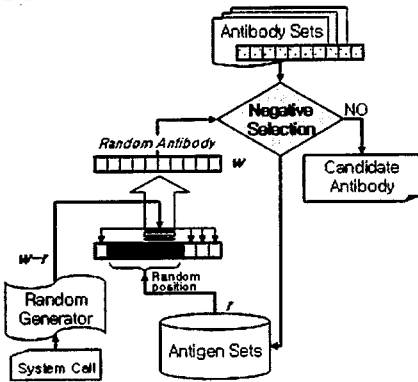 Antibody Sets
Negative
Selection
NO
Random Antibody
w
Candidate
Antibody
w-r
Random
position
r
Random
Generator
Antigen Sets
System Call